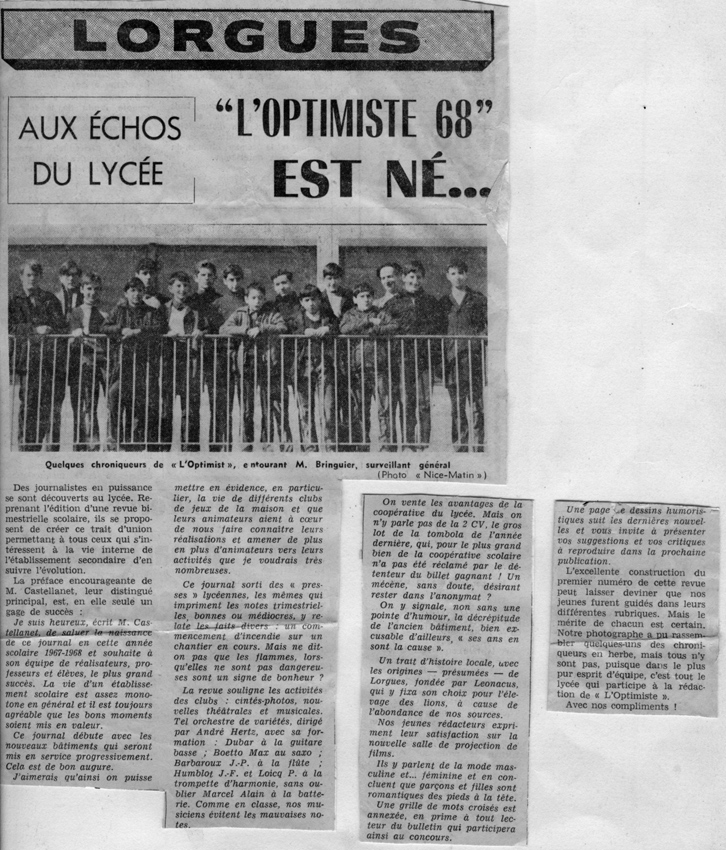 LORGUES
AUX ÉCHOS
DU LYCÉE
“L'OPTIMISTE 68”
EST NÉ...
Quelques chroniqueurs de « L'Optimist », entourant M. Bringuier, surveillant général
(Photo « Nice-Matin »)
Des journalistes en puissance
se sont découverts au lycée. Re-
prenant l'édition d'une revue bi-
mestrielle scolaire, ils se propo-
sent de créer ce trait d'union
permettant à tous ceux qui s'in-
téressent à la vie interne de
l'établissement secondaire d'en
suivre l'évolution.
La préface encourageante de
M. Castellanet, leur distingué
principal, est, en elle seule un
gage de succès :
Je suis heureux, écrit M. Cas-
tellanet, de saluer la naissance
de ce journal en cette année
scolaire 1967-1968 et souhaite à
son équipe de réalisateurs, pro-
fesseurs et élèves, le plus grand
succès. La vie d'un établisse-
ment scolaire est assez mono-
tone en général et il est toujours
agréable que les bons moments
soient mis en valeur.
Ce journal débute avec les
nouveaux bâtiments qui seront
mis en service progressivement.
Cela est de bon augure.
J'aimerais qu'ainsi on puisse
mettre en évidence, en particu-
lier, la vie de différents clubs
de jeux de la maison et que
leurs animateurs aient à cœur
de nous faire connaître leurs
réalisations et amener de plus
en plus d'animateurs vers leurs
activités que je voudrais très
nombreuses.
Ce journal sorti des « pres-
ses » lycéennes, les mêmes qui
impriment les notes trimestriel-
les, bonnes ou médiocres, y re-
late les faits divers : un com-
mencement d'incendie sur un
chantier en cours. Mais ne dit-
on pas que les flammes, lors-
qu'elles ne sont pas dangereu-
ses sont un signe de bonheur ?
La revue souligne les activités
des clubs : cintés-photos, nou-
velles théâtrales et musicales.
Tel orchestre de variétés, dirigé
par André Hertz, avec sa for-
mation : Dubar à la guitare
basse ; Boetto Max au saxo ;
Barbaroux J.-P. à la flûte ;
Humblot J.-F. et Loicq P. à la
trompette d'harmonie, sans ou-
blier Marcel Alain à la batte-
rie. Comme en classe, nos mu-
siciens évitent les mauvaises no-
tes.
On vente les avantages de la
coopérative du lycée. Mais on
n'y parle pas de la 2 CV, le gros
lot de la tombola de l'année
dernière, qui, pour le plus grand
bien de la coopérative scolaire
n'a pas été réclamé par le dé-
tenteur du billet gagnant ! Un
mécène, sans doute, désirant
rester dans l'anonymat ?
On y signale, non sans une
pointe d'humour, la décrépitude
de l'ancien bâtiment, bien ex-
cusable d'ailleurs, « ses ans en
sont la cause ».
Un trait d'histoire locale, avec
les origines — présumées — de
Lorgues, fondée par Leonacus,
qui y fixa son choix pour l'éle-
vage des lions, à cause de
l'abondance de nos sources.
Nos jeunes rédacteurs expri-
ment leur satisfaction sur la
nouvelle salle de projection de
films.
Ils y parlent de la mode mas-
culine et... féminine et en con-
cluent que garçons et filles sont
romantiques des pieds à la tête.
Une grille de mots croisés est
annexée, en prime à tout lec-
teur du bulletin qui participera
ainsi au concours.
Une page de dessins humoris-
tiques suit les dernières nouvel-
les et vous invite à présenter
vos suggestions et vos critiques
à reproduire dans la prochaine
publication.
L'excellente construction du
premier numéro de cette revue
peut laisser deviner que nos
jeunes furent guidés dans leurs
différentes rubriques. Mais le
mérite de chacun est certain.
Notre photographe a pu rassem-
bler quelques-uns des chroni-
queurs en herbe, mais tous n'y
sont pas, puisque dans le plus
pur esprit d'équipe, c'est tout le
lycée qui participe à la rédac-
tion de « L'Optimiste ».
Avec nos compliments !